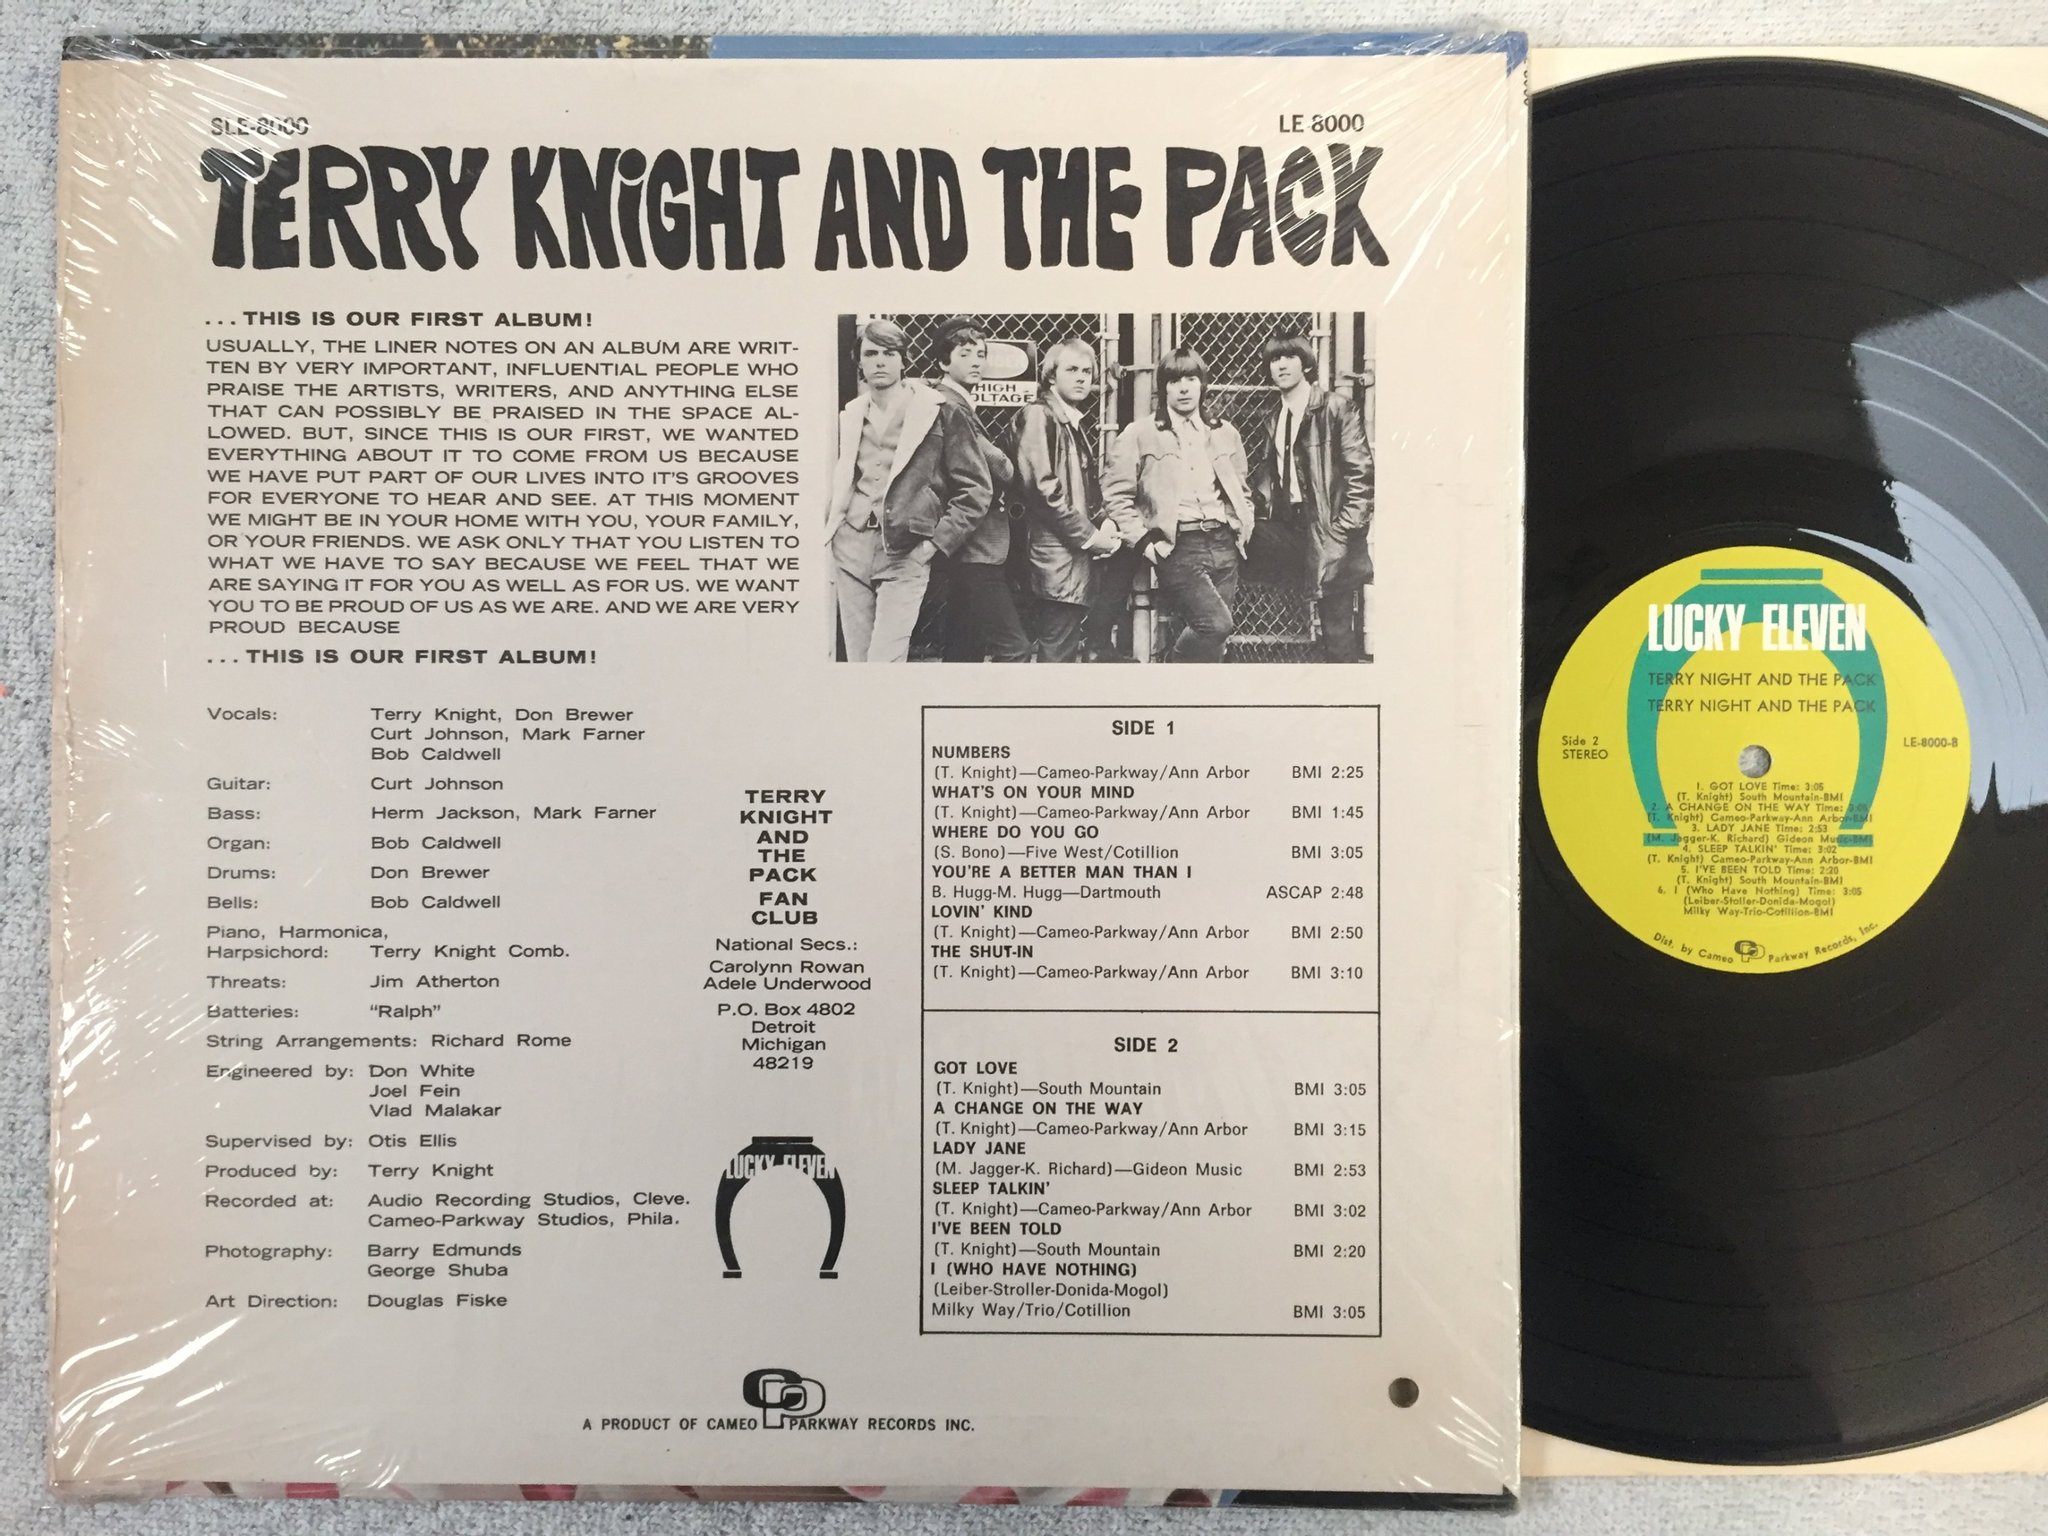 SLE-8000
LE 8000
TERRY KNiGHT AND THE PACK
...THIS IS OUR FIRST ALBUM!
USUALLY, THE LINER NOTES ON AN ALBUM ARE WRIT-
TEN BY VERY IMPORTANT, INFLUENTIAL PEOPLE WHO
PRAISE THE ARTISTS, WRITERS, AND ANYTHING ELSE
THAT CAN POSSIBLY BE PRAISED IN THE SPACE AL-
LOWED. BUT, SINCE THIS IS OUR FIRST, WE WANTED
EVERYTHING ABOUT IT TO COME FROM US BECAUSE
WE HAVE PUT PART OF OUR LIVES INTO IT'S GROOVES
FOR EVERYONE TO HEAR AND SEE. AT THIS MOMENT
WE MIGHT BE IN YOUR HOME WITH YOU, YOUR FAMILY,
OR YOUR FRIENDS. WE ASK ONLY THAT YOU LISTEN TO
WHAT WE HAVE TO SAY BECAUSE WE FEEL THAT WE
ARE SAYING IT FOR YOU AS WELL AS FOR US. WE WANT
YOU TO BE PROUD OF US AS WE ARE. AND WE ARE VERY
PROUD BECAUSE
...THIS IS OUR FIRST ALBUM!
HIGH
OLTAGE
Vocals: Terry Knight, Don Brewer
Curt Johnson, Mark Farner
Bob Caldwell
Guitar: Curt Johnson
Bass: Herm Jackson, Mark Farner
Organ: Bob Caldwell
Drums: Don Brewer
Bells: Bob Caldwell
Piano, Harmonica,
Harpsichord: Terry Knight Comb.
Threats: Jim Atherton
Batteries: "Ralph"
String Arrangements: Richard Rome
Engineered by: Don White
Joel Fein
Vlad Malakar
Supervised by: Otis Ellis
Produced by: Terry Knight
Recorded at: Audio Recording Studios, Cleve.
Cameo-Parkway Studios, Phila.
Photography: Barry Edmunds
George Shuba
Art Direction: Douglas Fiske
TERRY
KNIGHT
AND
THE
PACK
FAN
CLUB
National Secs.:
Carolynn Rowan
Adele Underwood
P.O. Box 4802
Detroit
Michigan
48219
LUCKY ELEVEN
SIDE 1
NUMBERS
(T. Knight)—Cameo-Parkway/Ann Arbor BMI 2:25
WHAT'S ON YOUR MIND
(T. Knight)—Cameo-Parkway/Ann Arbor BMI 1:45
WHERE DO YOU GO
(S. Bono)—Five West/Cotillion BMI 3:05
YOU'RE A BETTER MAN THAN I
B. Hugg-M. Hugg—Dartmouth ASCAP 2:48
LOVIN' KIND
(T. Knight)—Cameo-Parkway/Ann Arbor BMI 2:50
THE SHUT-IN
(T. Knight)—Cameo-Parkway/Ann Arbor BMI 3:10
SIDE 2
GOT LOVE
(T. Knight)—South Mountain BMI 3:05
A CHANGE ON THE WAY
(T. Knight)—Cameo-Parkway/Ann Arbor BMI 3:15
LADY JANE
(M. Jagger-K. Richard)—Gideon Music BMI 2:53
SLEEP TALKIN'
(T. Knight)—Cameo-Parkway/Ann Arbor BMI 3:02
I'VE BEEN TOLD
(T. Knight)—South Mountain BMI 2:20
I (WHO HAVE NOTHING)
(Leiber-Stroller-Donida-Mogol)
Milky Way/Trio/Cotillion BMI 3:05
CP
A PRODUCT OF CAMEO PARKWAY RECORDS INC.
LUCKY ELEVEN
TERRY NIGHT AND THE PACK
TERRY NIGHT AND THE PACK
Side 2
STEREO
LE-8000-B
1. GOT LOVE Time: 3:05
(T. Knight) South Mountain-BMI
2. A CHANGE ON THE WAY Time:
(T. Knight) Cameo-Parkway-Ann Arbor-BMI
3. LADY JANE Time: 2:53
(M. Jagger-K. Richard) Gideon Music-BMI
4. SLEEP TALKIN' Time: 3:02
(T. Knight) Cameo-Parkway-Ann Arbor-BMI
5. I'VE BEEN TOLD Time: 2:20
(T. Knight) South Mountain-BMI
6. I (Who Have Nothing) Time: 3:05
(Leiber-Stoller-Donida-Mogol)
Milky Way-Trio-Cotillion-BMI
Dist. by Cameo CP Parkway Records, Inc.